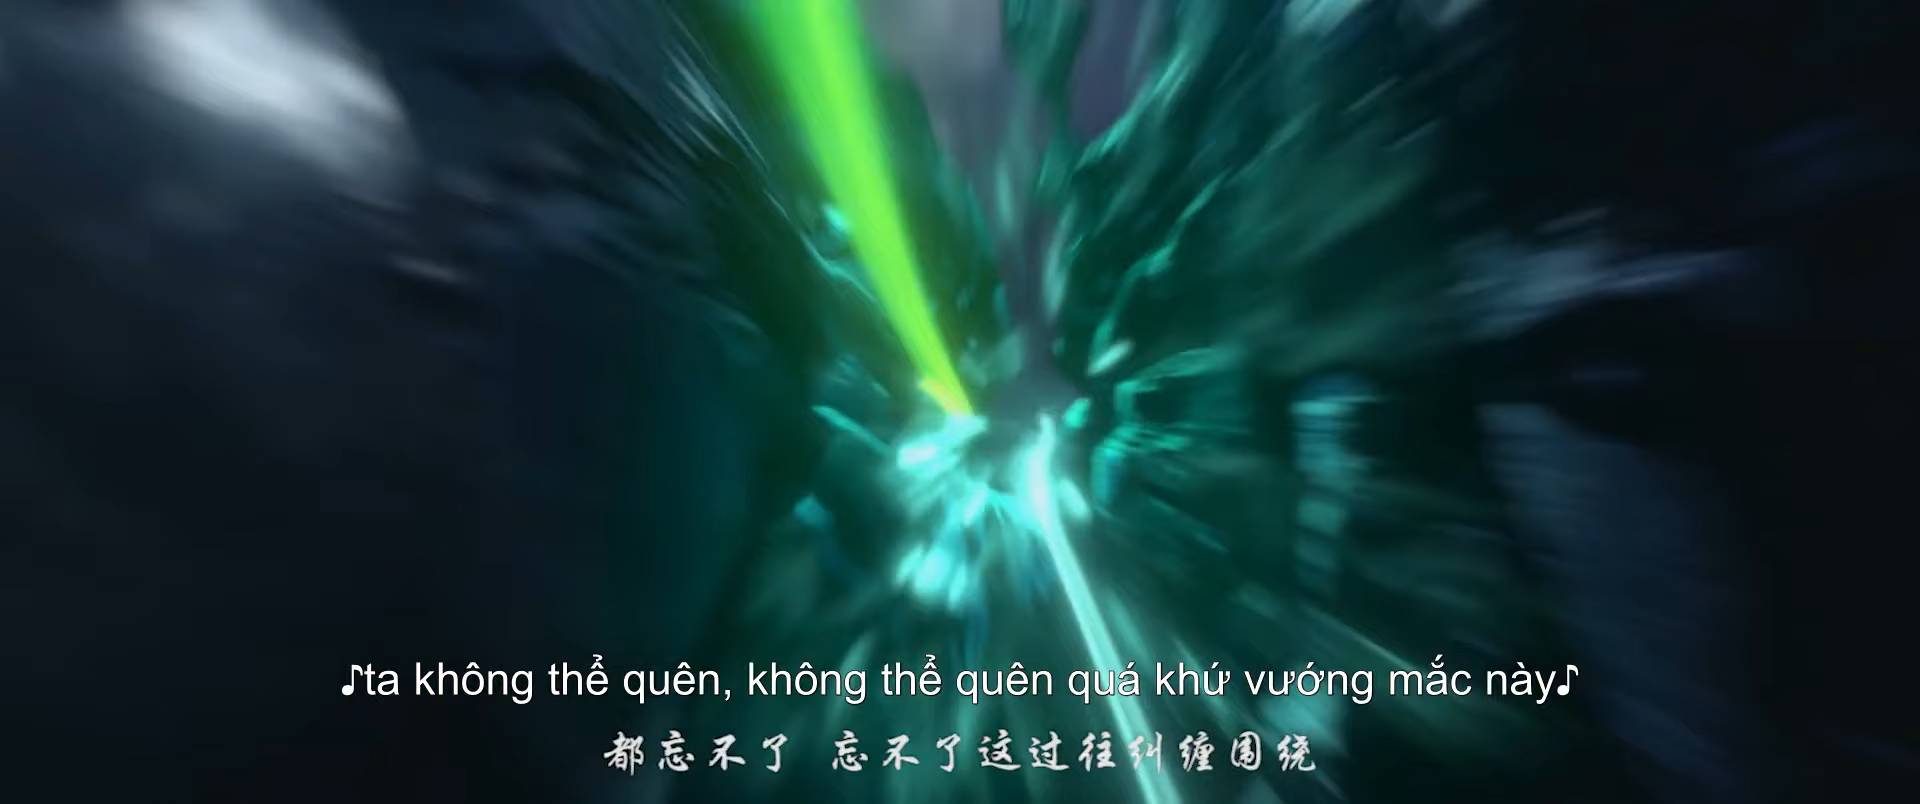 ♪ta không thể quên, không thể quên quá khứ vướng mắc này♪
都忘不了 忘不了这过往纠缠围绕